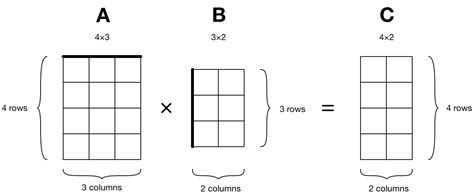 A
B
C
4×3
3×2
4×2
4 rows
×
3 rows
=
4 rows
3 columns
2 columns
2 columns